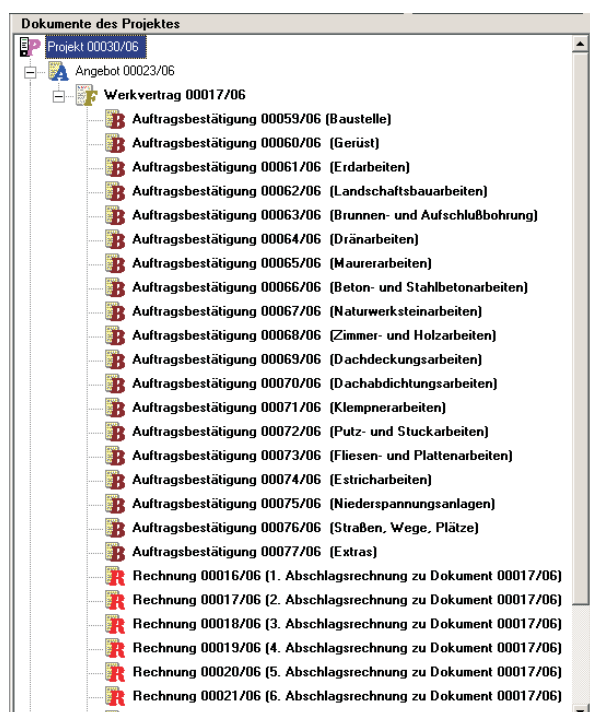 Dokumente des Projektes
Projekt 00030/06
Angebot 00023/06
Werkvertrag 00017/06
Auftragsbestätigung 00059/06 (Baustelle)
Auftragsbestätigung 00060/06 (Gerüst)
Auftragsbestätigung 00061/06 (Erdarbeiten)
Auftragsbestätigung 00062/06 (Landschaftsbauarbeiten)
Auftragsbestätigung 00063/06 (Brunnen- und Aufschlußbohrung)
Auftragsbestätigung 00064/06 (Dränarbeiten)
Auftragsbestätigung 00065/06 (Maurerarbeiten)
Auftragsbestätigung 00066/06 (Beton- und Stahlbetonarbeiten)
Auftragsbestätigung 00067/06 (Naturwerksteinarbeiten)
Auftragsbestätigung 00068/06 (Zimmer- und Holzarbeiten)
Auftragsbestätigung 00069/06 (Dachdeckungsarbeiten)
Auftragsbestätigung 00070/06 (Dachabdichtungsarbeiten)
Auftragsbestätigung 00071/06 (Klempnerarbeiten)
Auftragsbestätigung 00072/06 (Putz- und Stuckarbeiten)
Auftragsbestätigung 00073/06 (Fliesen- und Plattenarbeiten)
Auftragsbestätigung 00074/06 (Estricharbeiten)
Auftragsbestätigung 00075/06 (Niederspannungsanlagen)
Auftragsbestätigung 00076/06 (Straßen, Wege, Plätze)
Auftragsbestätigung 00077/06 (Extras)
Rechnung 00016/06 (1. Abschlagsrechnung zu Dokument 00017/06)
Rechnung 00017/06 (2. Abschlagsrechnung zu Dokument 00017/06)
Rechnung 00018/06 (3. Abschlagsrechnung zu Dokument 00017/06)
Rechnung 00019/06 (4. Abschlagsrechnung zu Dokument 00017/06)
Rechnung 00020/06 (5. Abschlagsrechnung zu Dokument 00017/06)
Rechnung 00021/06 (6. Abschlagsrechnung zu Dokument 00017/06)